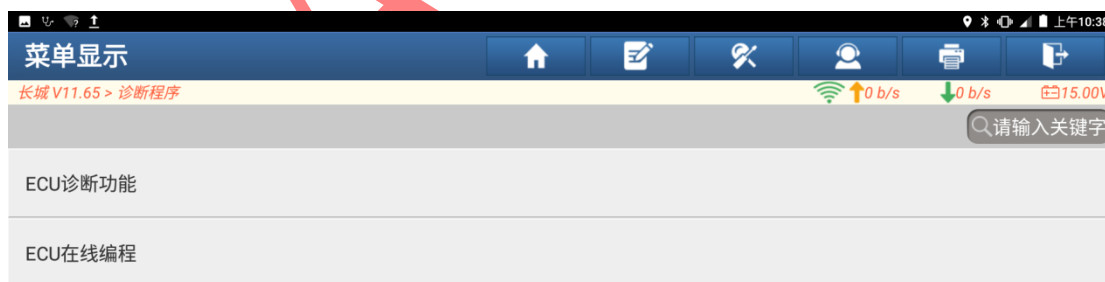 上午10:38
菜单显示
长城 V11.65 > 诊断程序
0 b/s
0 b/s
15.00V
请输入关键字
ECU诊断功能
ECU在线编程